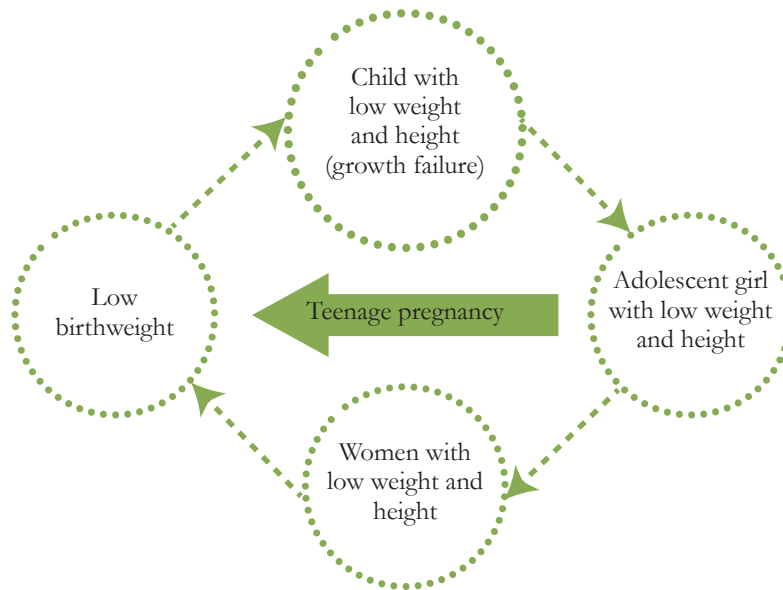 Child with
low weight
and height
(growth failure)
Low
birthweight
Teenage pregnancy
Adolescent girl
with low weight
and height
Women with
low weight and
height